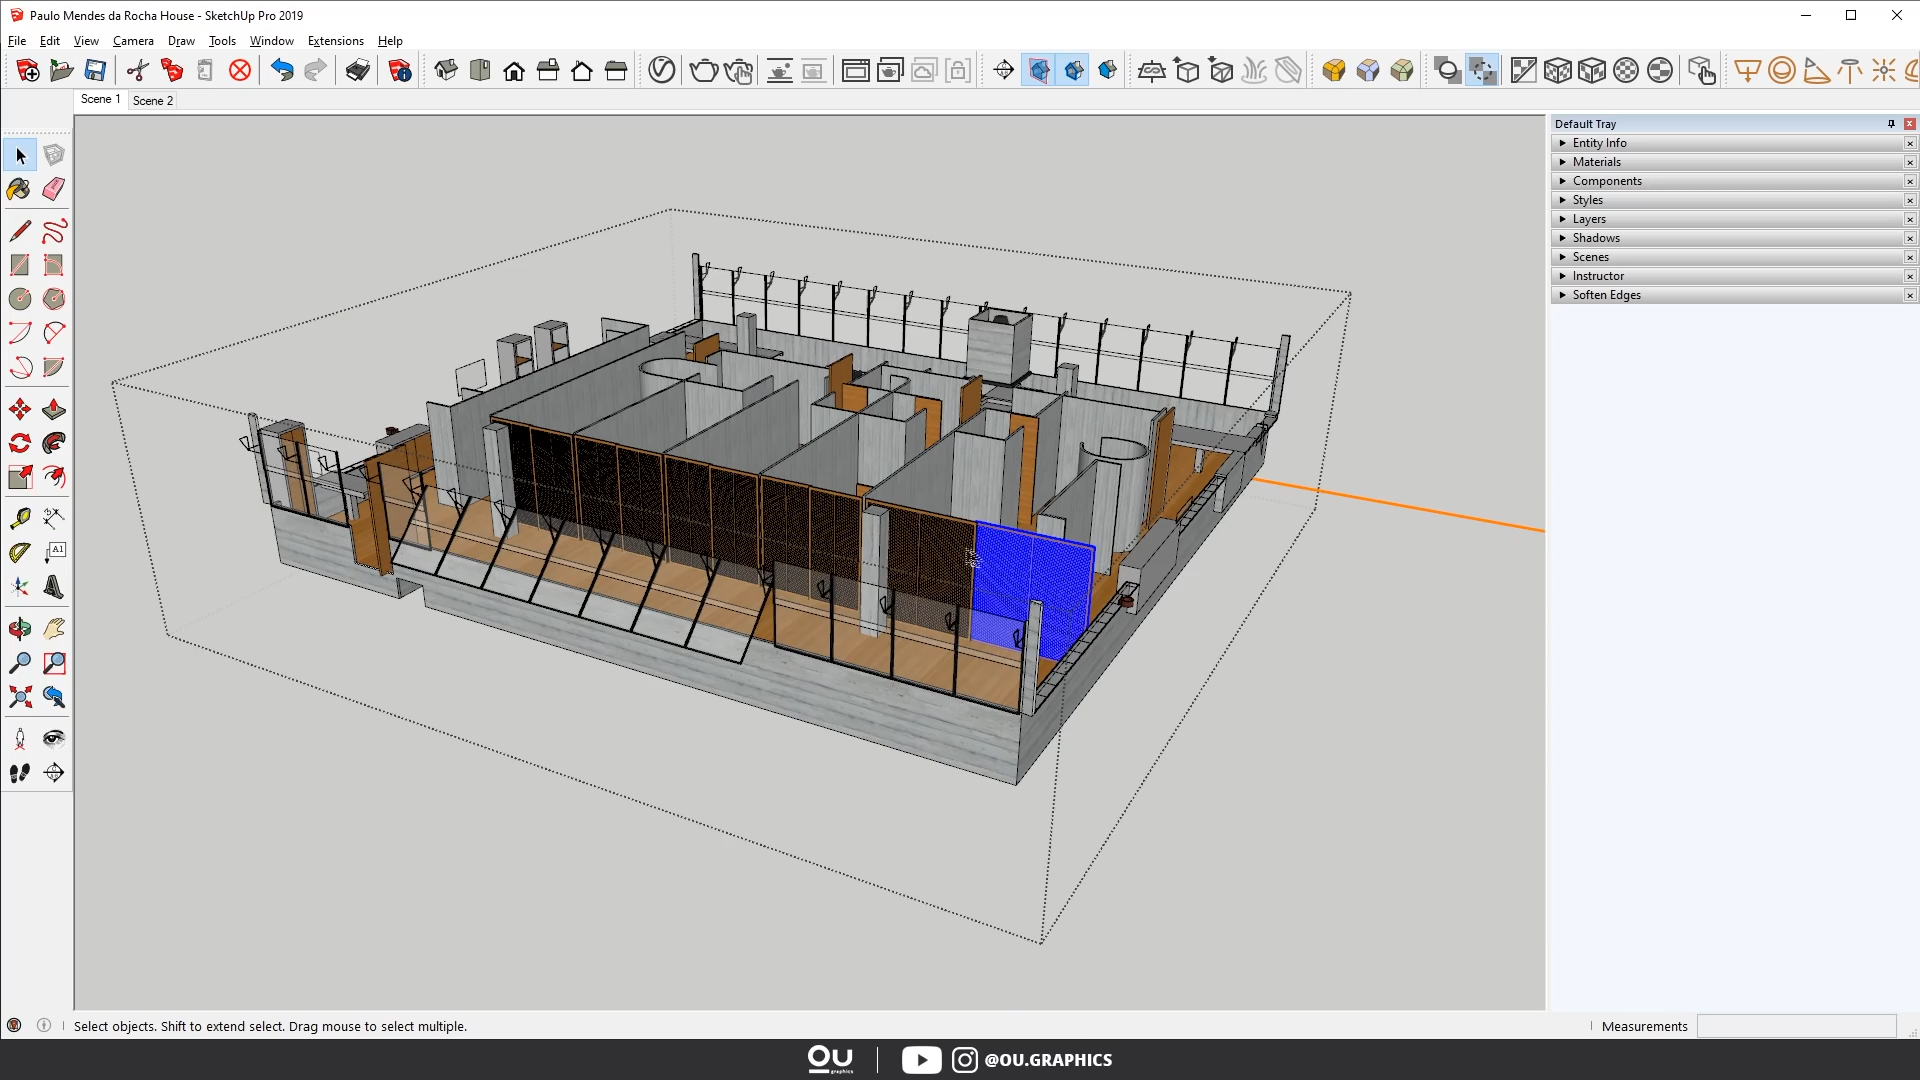 Paulo Mendes da Rocha House - SketchUp Pro 2019
File Edit View Camera Draw Tools Window Extensions Help
Scene 1 Scene 2
Default Tray
Entity Info
Materials
Components
Styles
Layers
Shadows
Scenes
Instructor
Soften Edges
A1
Select objects. Shift to extend select. Drag mouse to select multiple.
Measurements
OU graphics @OU.GRAPHICS